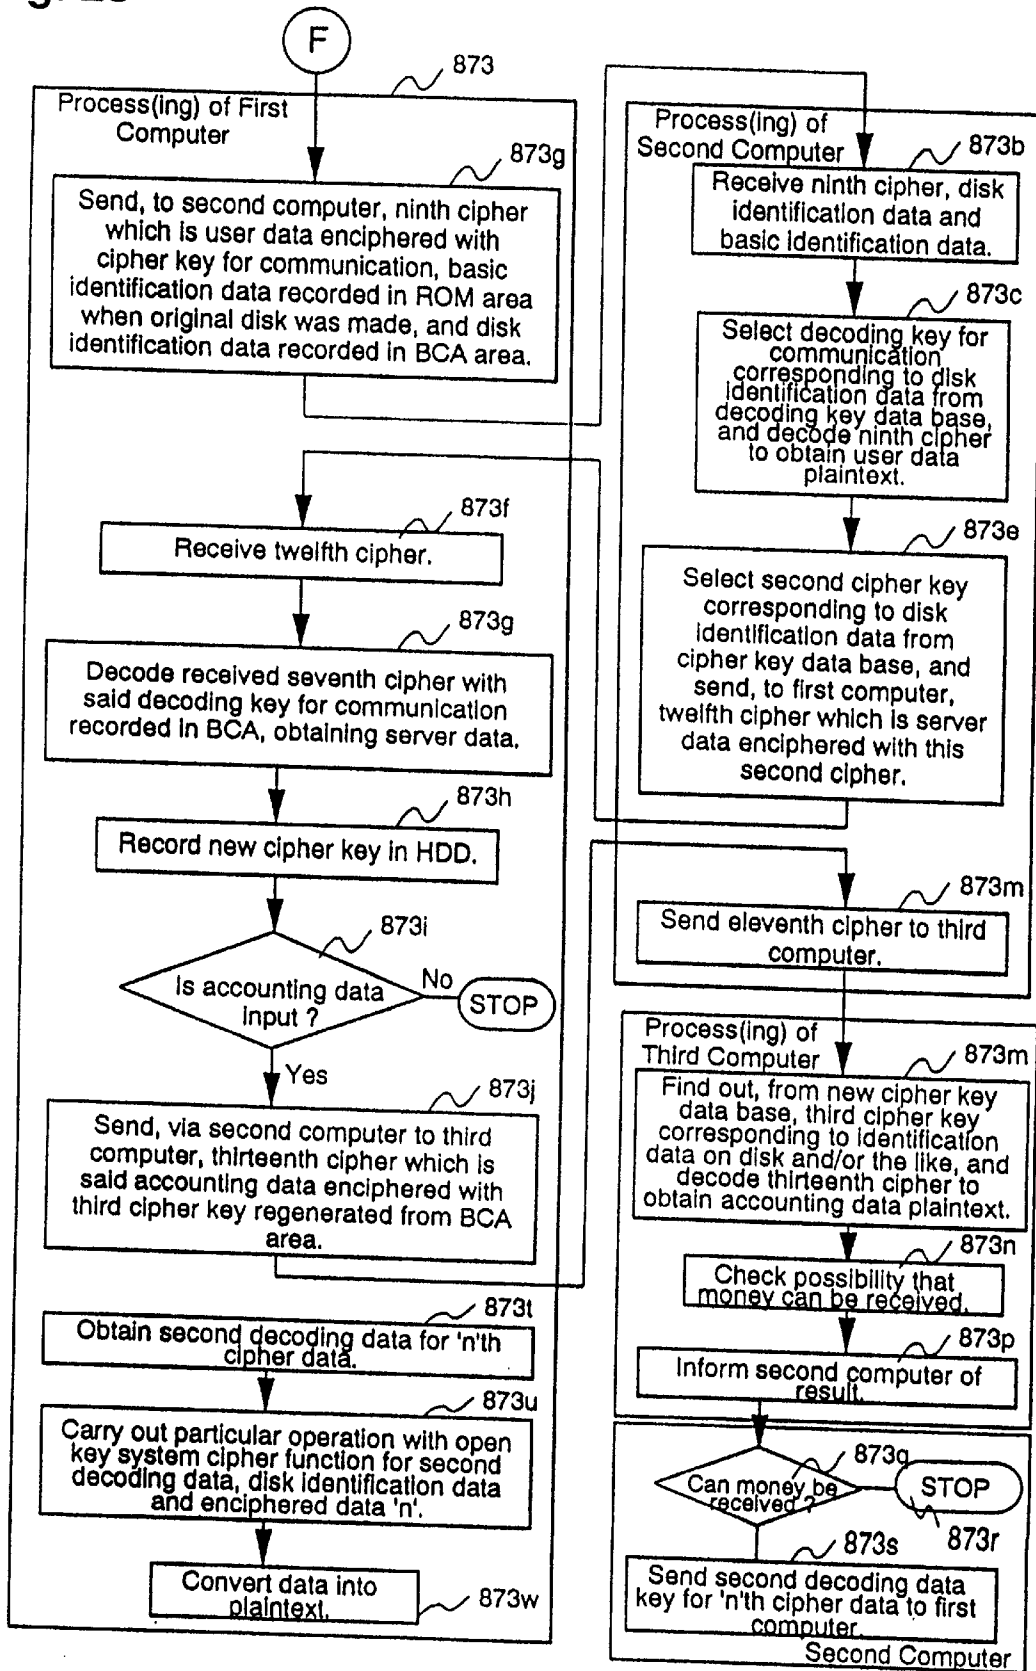 F
873
Process(ing) of First
Computer
873g
Send, to second computer, ninth cipher
which is user data enciphered with
cipher key for communication, basic
identification data recorded in ROM area
when original disk was made, and disk
identification data recorded in BCA area.
873f
Receive twelfth cipher.
873g
Decode received seventh cipher with
said decoding key for communication
recorded in BCA, obtaining server data.
873h
Record new cipher key in HDD.
873i
Is accounting data
input ?
No
STOP
Yes
873j
Send, via second computer to third
computer, thirteenth cipher which is
said accounting data enciphered with
third cipher key regenerated from BCA
area.
873t
Obtain second decoding data for 'n'th
cipher data.
873u
Carry out particular operation with open
key system cipher function for second
decoding data, disk identification data
and enciphered data 'n'.
Convert data into
plaintext.
873w
Process(ing) of
Second Computer
873b
Receive ninth cipher, disk
identification data and
basic identification data.
873c
Select decoding key for
communication
corresponding to disk
identification data from
decoding key data base,
and decode ninth cipher
to obtain user data
plaintext.
873e
Select second cipher key
corresponding to disk
identification data from
cipher key data base, and
send, to first computer,
twelfth cipher which is server
data enciphered with this
second cipher.
873m
Send eleventh cipher to third
computer.
Process(ing) of
Third Computer
873m
Find out, from new cipher key
data base, third cipher key
corresponding to identification
data on disk and/or the like, and
decode thirteenth cipher to
obtain accounting data plaintext.
873n
Check possibility that
money can be received.
873p
Inform second computer of
result.
873q
Can money be
received ?
STOP
873r
873s
Send second decoding data
key for 'n'th cipher data to first
computer.
Second Computer